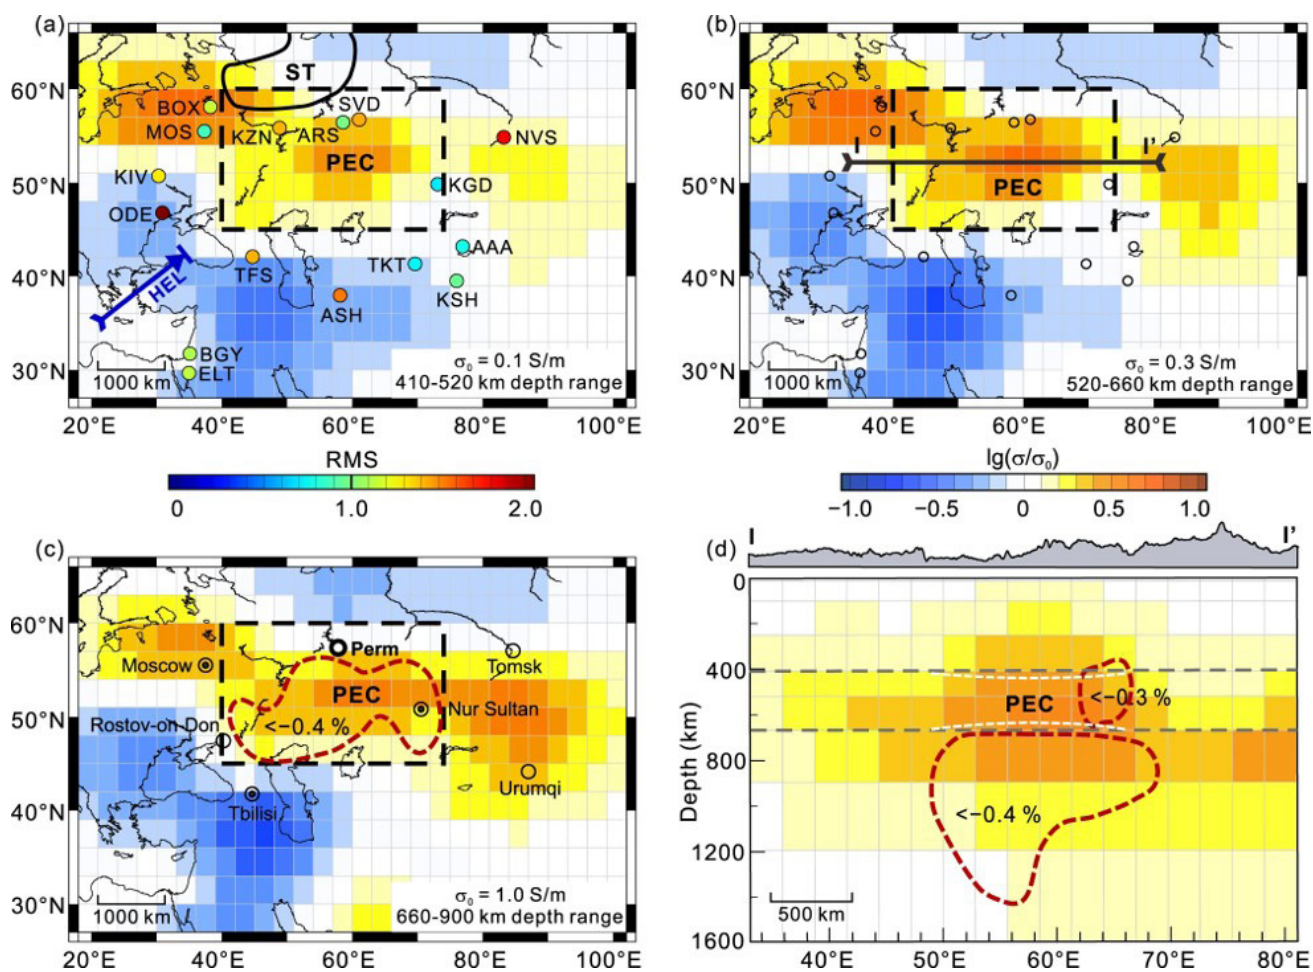 (a)
ST
BOX
SVD
MOS
KZN
ARS
NVS
PEC
KIV
KGD
ODE
AAA
TFS
TKT
HEL
KSH
ASH
BGY
ELT
σ₀ = 0.1 S/m
1000 km
410-520 km depth range
60°N
50°N
40°N
30°N
20°E
40°E
60°E
80°E
100°E
(b)
I
I'
PEC
σ₀ = 0.3 S/m
1000 km
520-660 km depth range
60°N
50°N
40°N
30°N
20°E
40°E
60°E
80°E
100°E
RMS
0
1.0
2.0
lg(σ/σ₀)
−1.0
−0.5
0
0.5
1.0
(c)
Perm
Moscow
Tomsk
PEC
Nur Sultan
Rostov-on-Don
<−0.4 %
Urumqi
Tbilisi
σ₀ = 1.0 S/m
1000 km
660-900 km depth range
60°N
50°N
40°N
30°N
20°E
40°E
60°E
80°E
100°E
I
I'
(d)
0
400
800
1200
1600
Depth (km)
PEC
<−0.3 %
<−0.4 %
500 km
40°E
50°E
60°E
70°E
80°E